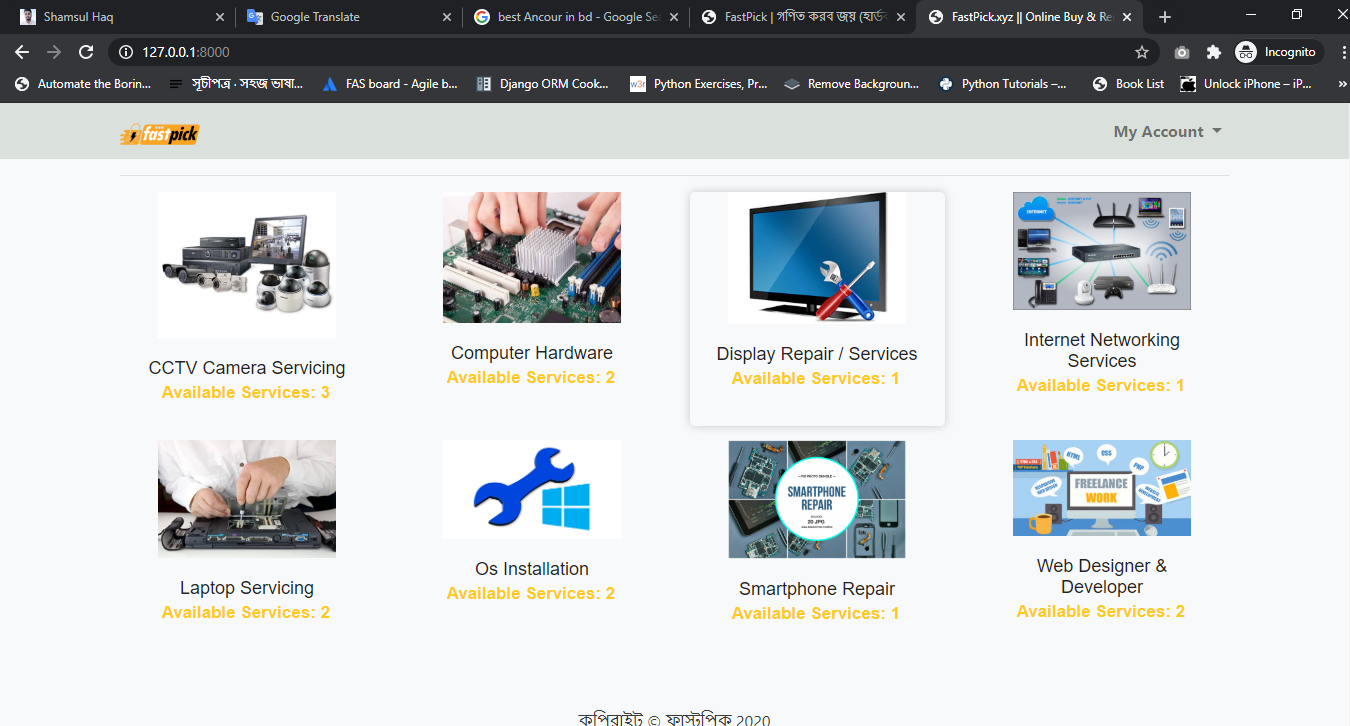 Shamsul Haq
Google Translate
best Ancour in bd - Google Se
FastPick | গণিত করব জয় (হার্ডক
FastPick.xyz || Online Buy & Re
127.0.0.1:8000
Incognito
Automate the Borin...
সূচীপত্র · সহজ ভাষা...
FAS board - Agile b...
Django ORM Cook...
w3r
Python Exercises, Pr...
Remove Backgroun...
Python Tutorials –...
Book List
Unlock iPhone – iP...
»
fastpick
My Account
INTERNET
CCTV Camera Servicing
Available Services: 3
Computer Hardware
Available Services: 2
Display Repair / Services
Available Services: 1
Internet Networking
Services
Available Services: 1
SMARTPHONE
REPAIR
20 JPG
HTML
CSS
PHP
FREELANCE
WORK
Laptop Servicing
Available Services: 2
Os Installation
Available Services: 2
Smartphone Repair
Available Services: 1
Web Designer &
Developer
Available Services: 2
কপিরাইট © ফাস্টপিক 2020